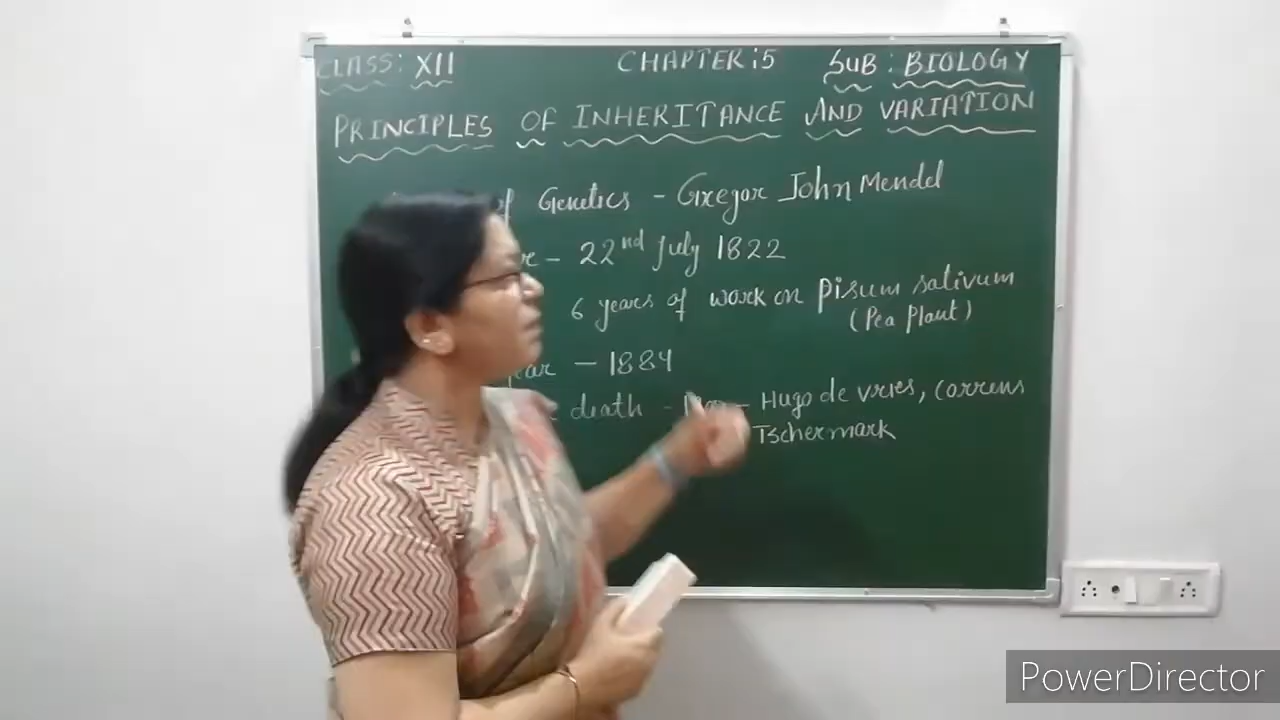 CLASS: XII CHAPTER: 5 SUB: BIOLOGY
PRINCIPLES OF INHERITANCE AND VARIATION
of Genetics - Gregor John Mendel
- 22nd July 1822
6 years of work on Pisum sativum
(Pea Plant)
- 1884
death - Hugo de vries, Correns
Tschermark
PowerDirector